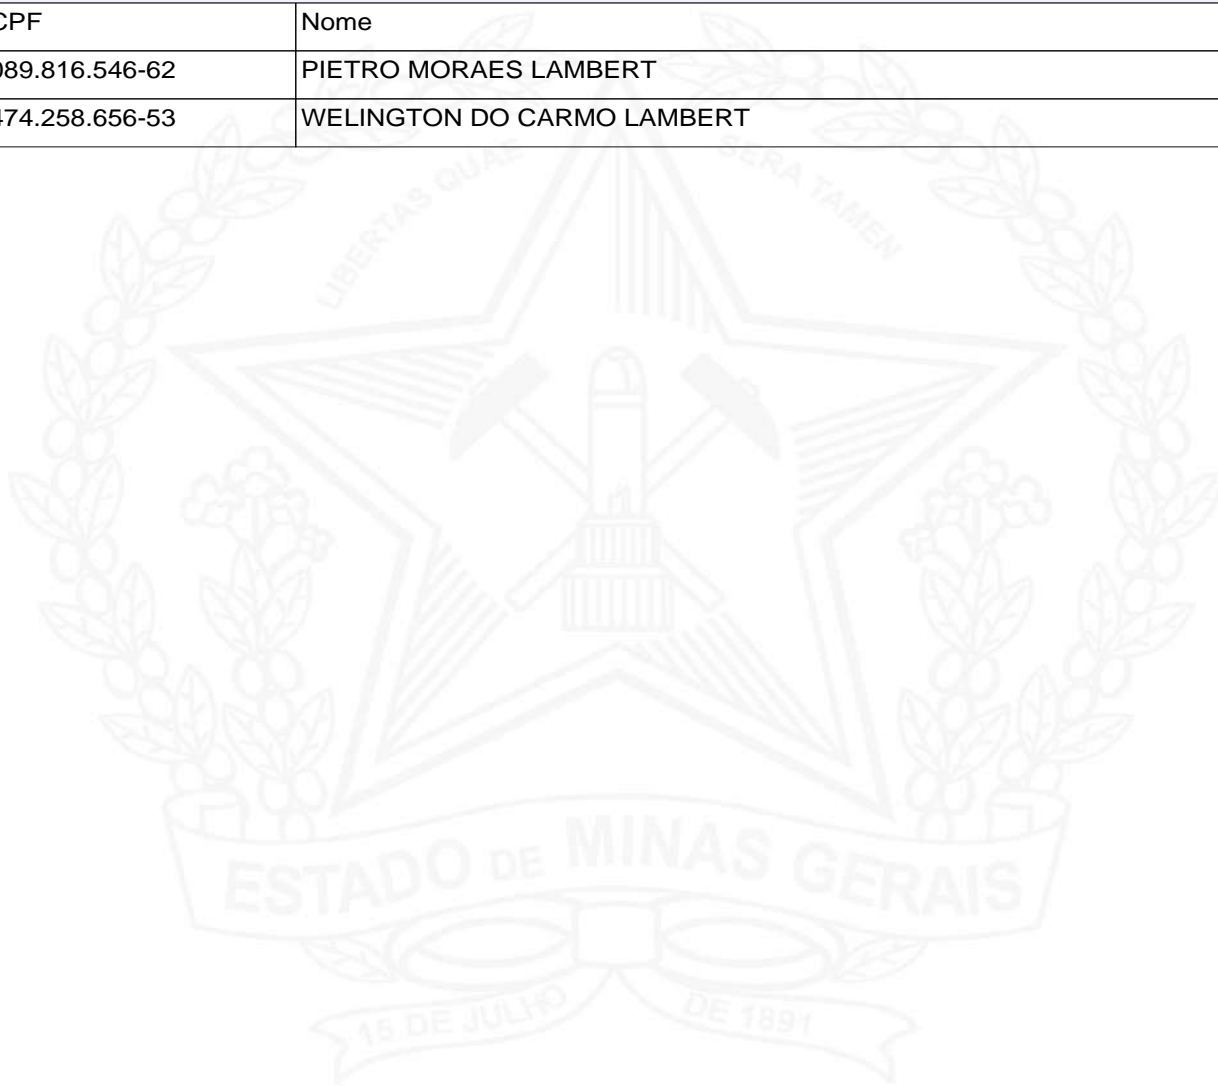 CPF Nome
089.816.546-62 PIETRO MORAES LAMBERT
474.258.656-53 WELINGTON DO CARMO LAMBERT
LIBERTAS QUAE SERA TAMEN
ESTADO DE MINAS GERAIS
15 DE JULHO DE 1891